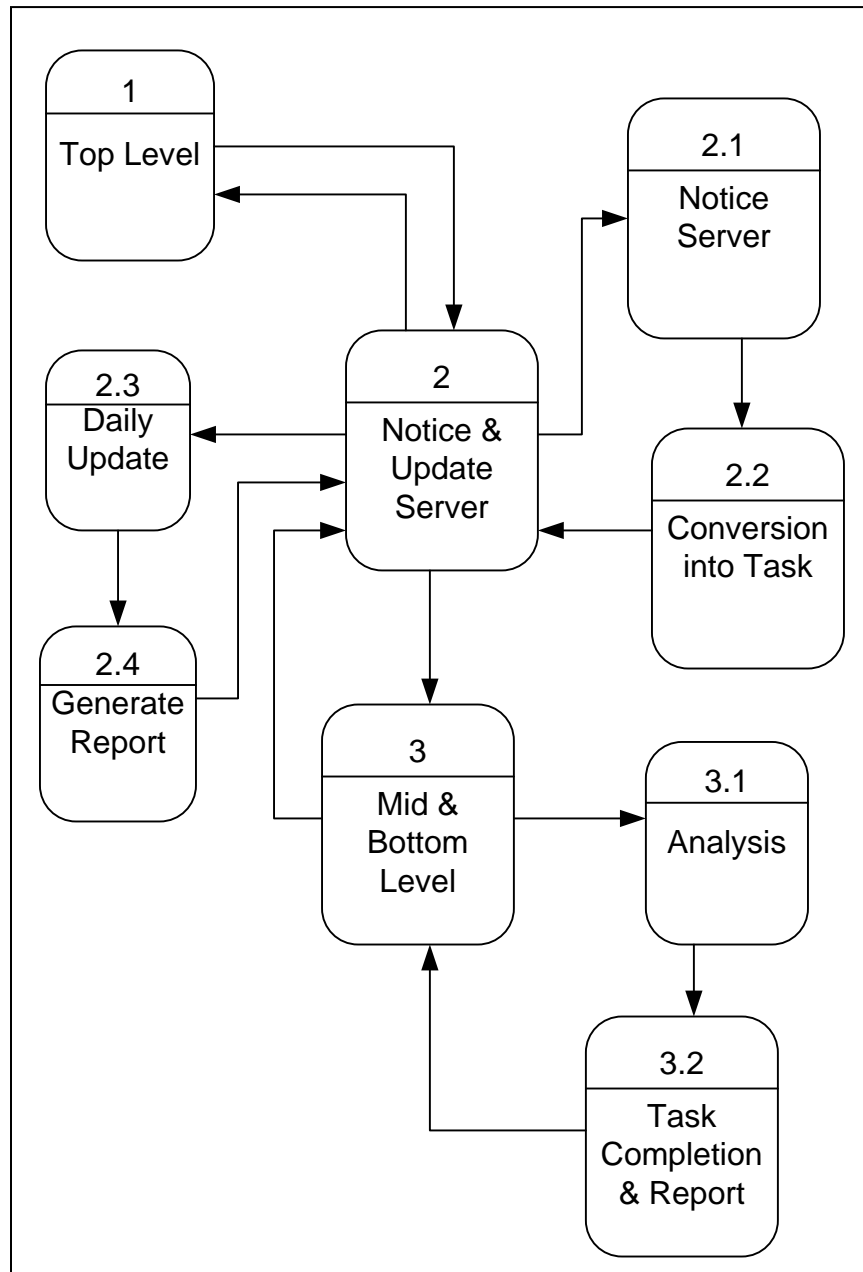 1
Top Level
2.1
Notice
Server
2
Notice &
Update
Server
2.3
Daily
Update
2.2
Conversion
into Task
2.4
Generate
Report
3
Mid &
Bottom
Level
3.1
Analysis
3.2
Task
Completion
& Report